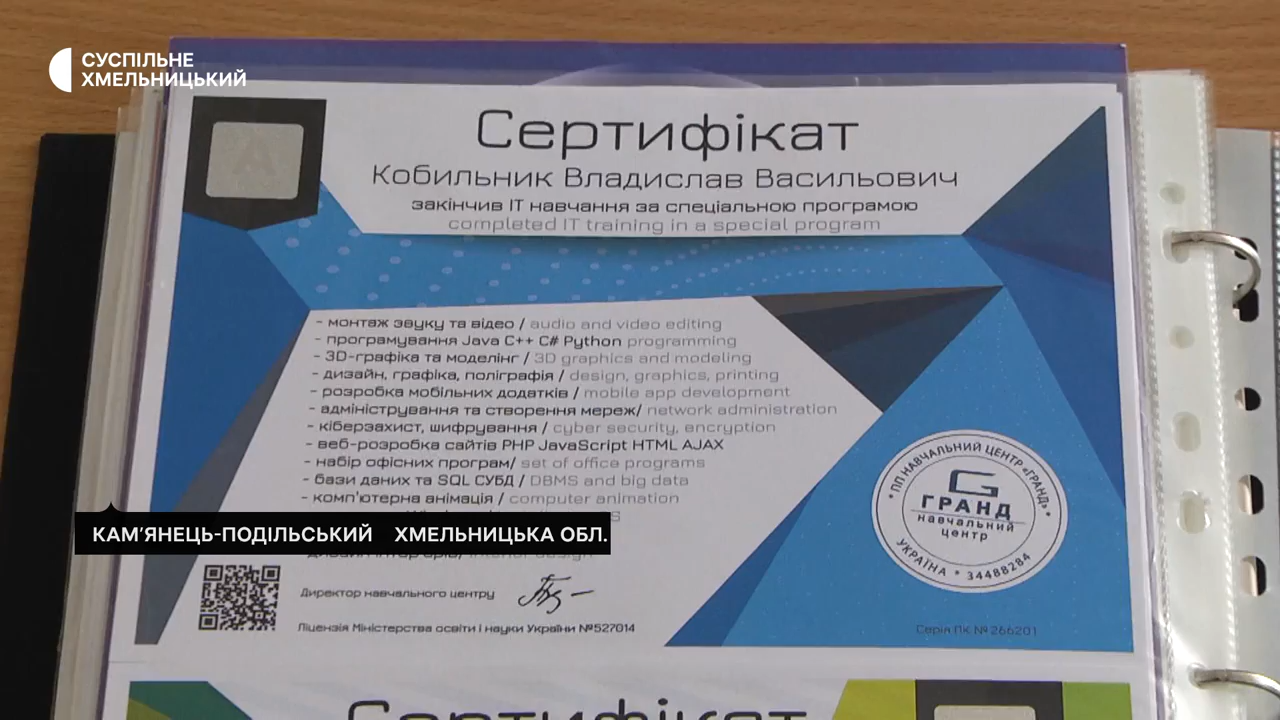 СУСПІЛЬНЕ
ХМЕЛЬНИЦЬКИЙ
Сертифікат
Кобильник Владислав Васильович
закінчив ІТ навчання за спеціальною програмою
completed IT training in a special program
- монтаж звуку та відео / audio and video editing
- програмування Java C++ C# Python programming
- 3D-графіка та моделінг / 3D graphics and modeling
- дизайн, графіка, поліграфія / design, graphics, printing
- розробка мобільних додатків / mobile app development
- адміністрування та створення мереж/ network administration
- кіберзахист, шифрування / cyber security, encryption
- веб-розробка сайтів PHP JavaScript HTML AJAX
- набір офісних програм/ set of office programs
- бази даних та SQL СУБД / DBMS and big data
- комп'ютерна анімація / computer animation
КАМ'ЯНЕЦЬ-ПОДІЛЬСЬКИЙ ХМЕЛЬНИЦЬКА ОБЛ.
Директор навчального центру
Ліцензія Міністерства освіти і науки України №527014
* ПП НАВЧАЛЬНИЙ ЦЕНТР «ГРАНД» *
ГРАНД
навчальний
центр
УКРАЇНА * 34488284
Серія ПК № 266201
Сертифікат